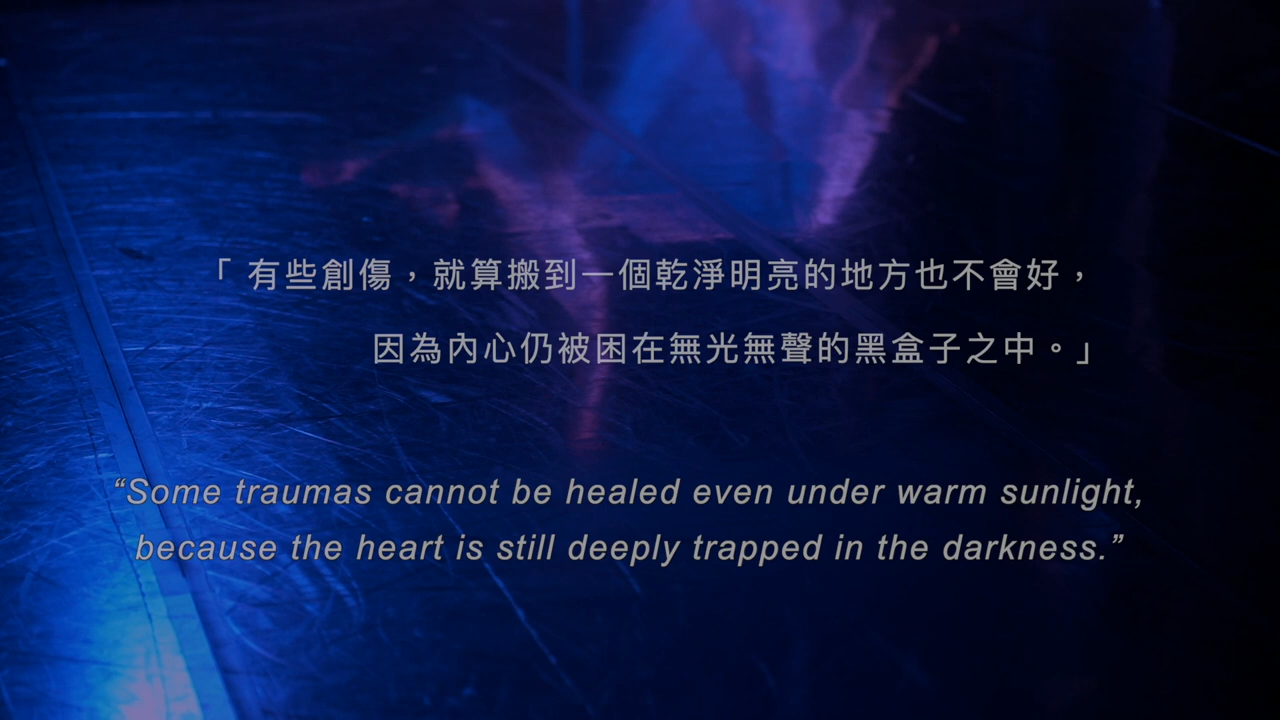 「 有些創傷，就算搬到一個乾淨明亮的地方也不會好，
因為內心仍被困在無光無聲的黑盒子之中。」
“Some traumas cannot be healed even under warm sunlight,
because the heart is still deeply trapped in the darkness.”